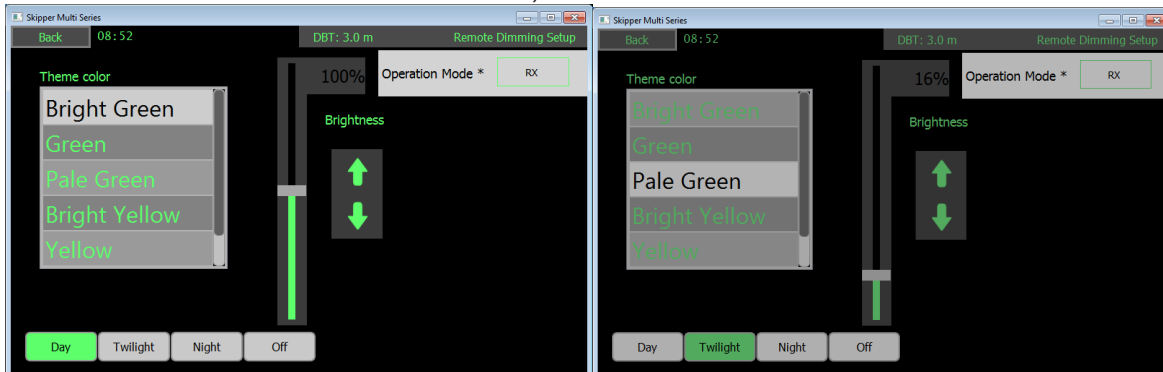 Skipper Multi Series
Back 08:52 DBT: 3.0 m Remote Dimming Setup
Theme color 100% Operation Mode * RX
Bright Green
Brightness
Green
Pale Green
Bright Yellow
Yellow
Day Twilight Night Off
Skipper Multi Series
Back 08:52 DBT: 3.0 m Remote Dimming Setup
Theme color 16% Operation Mode * RX
Bright Green
Brightness
Green
Pale Green
Bright Yellow
Yellow
Day Twilight Night Off